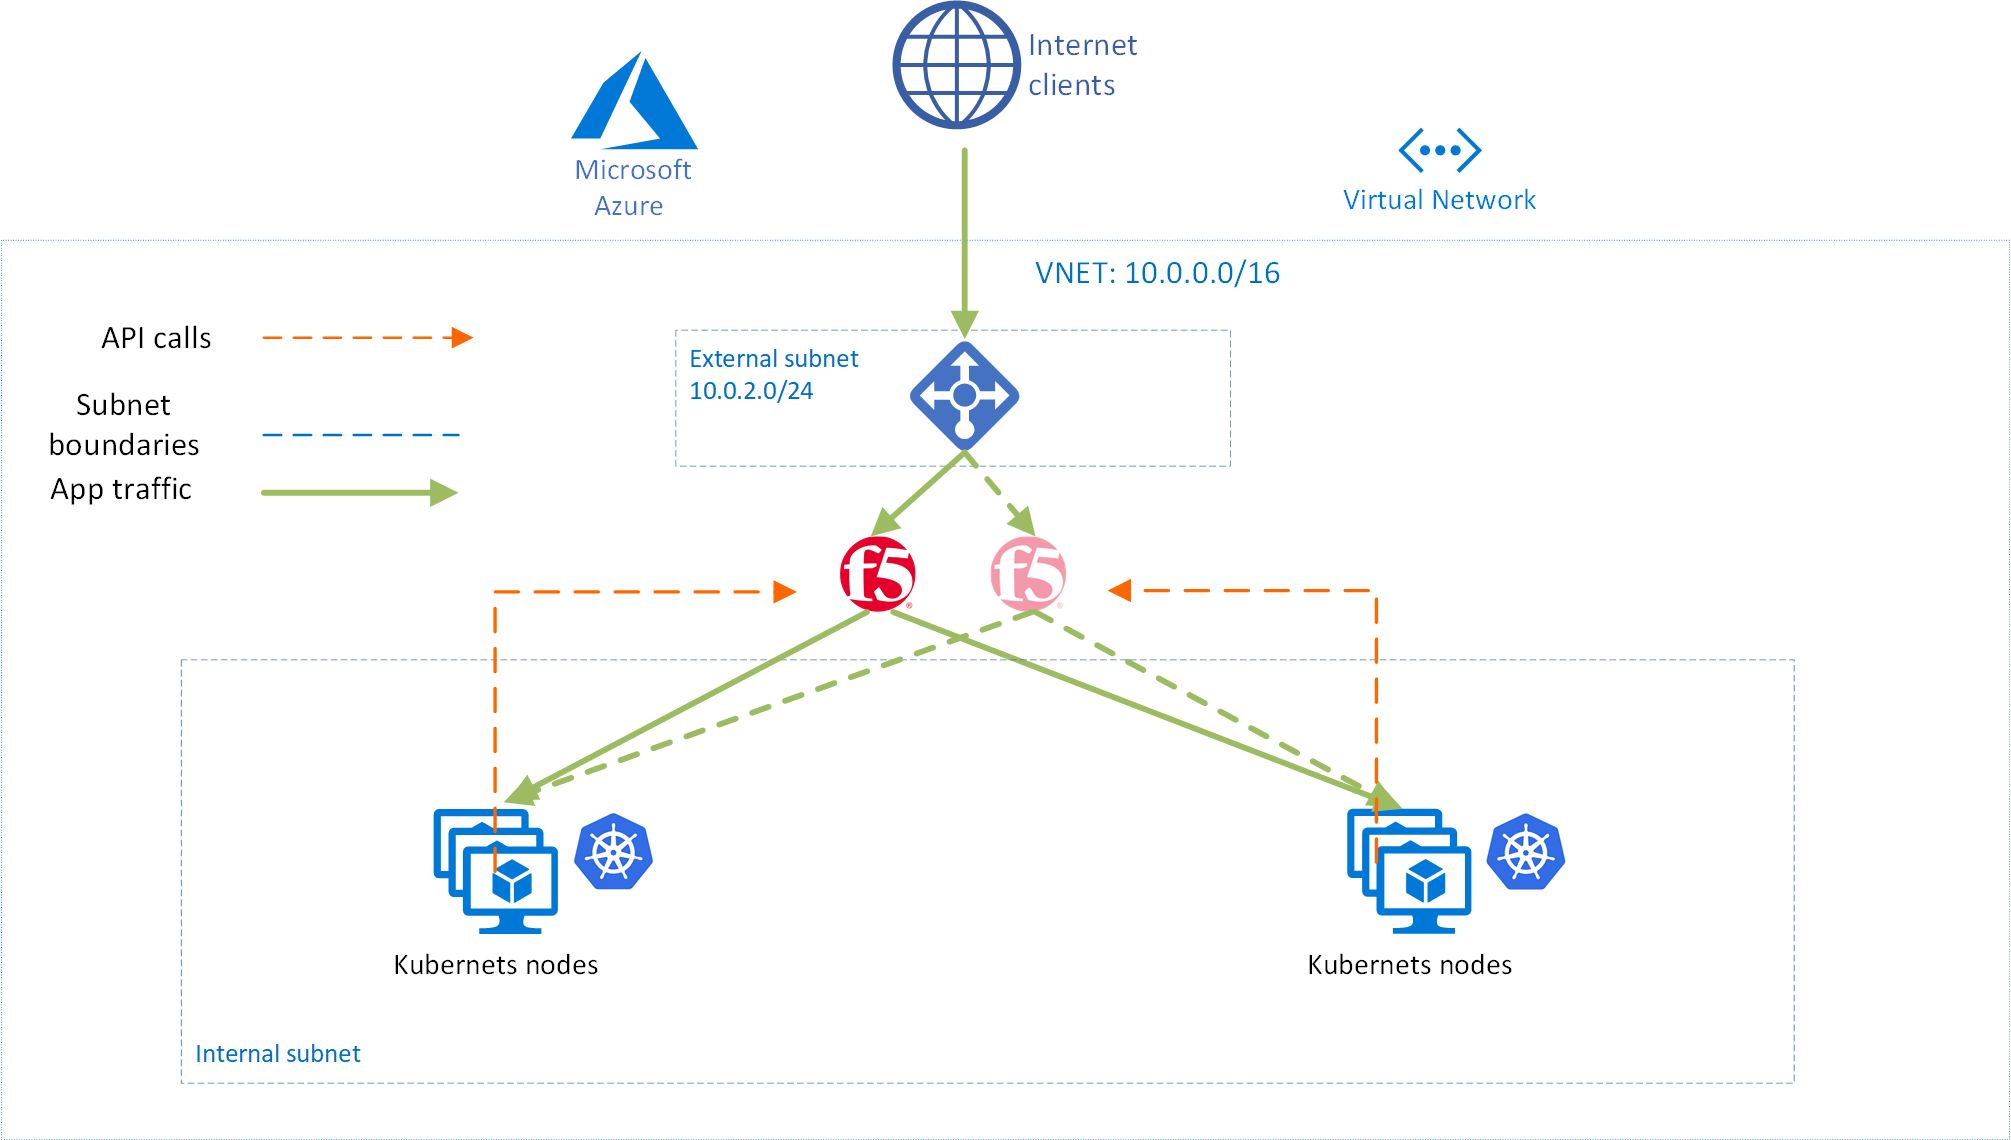 Internet
clients
Microsoft
Azure
Virtual Network
VNET: 10.0.0.0/16
API calls
Subnet
boundaries
App traffic
External subnet
10.0.2.0/24
f5®
f5®
Kubernets nodes
Kubernets nodes
Internal subnet